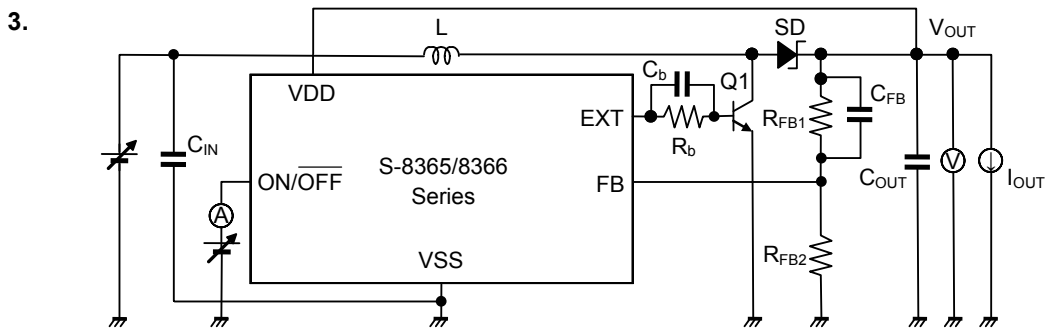 3.
L
SD
VOUT
VDD
Cb
Q1
CFB
EXT
RFB1
CIN
Rb
S-8365/8366
Series
ON/OFF
FB
COUT
V
IOUT
A
RFB2
VSS